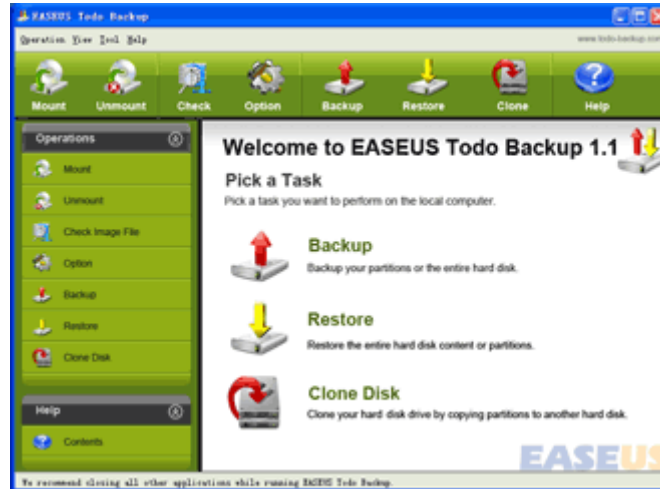 EASEUS Todo Backup
Operation View Tool Help
www.todo-backup.com
Mount Unmount Check Option Backup Restore Clone Help
Operations
Mount
Unmount
Check Image File
Option
Backup
Restore
Clone Disk
Help
Contents
Welcome to EASEUS Todo Backup 1.1
Pick a Task
Pick a task you want to perform on the local computer.
Backup
Backup your partitions or the entire hard disk.
Restore
Restore the entire hard disk content or partitions.
Clone Disk
Clone your hard disk drive by copying partitions to another hard disk.
EASEUS
We recommend closing all other applications while running EASEUS Todo Backup.